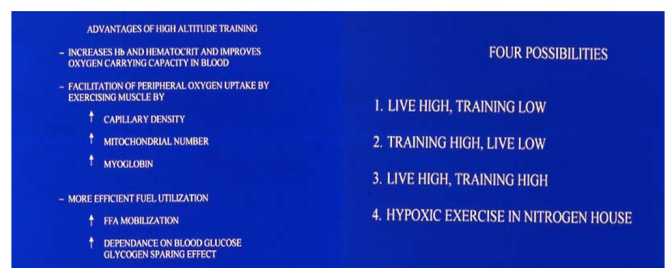 ADVANTAGES OF HIGH ALTITUDE TRAINING
– INCREASES Hb AND HEMATOCRIT AND IMPROVES
OXYGEN CARRYING CAPACITY IN BLOOD
– FACILITATION OF PERIPHERAL OXYGEN UPTAKE BY
EXERCISING MUSCLE BY
↑ CAPILLARY DENSITY
↑ MITOCHONDRIAL NUMBER
↑ MYOGLOBIN
– MORE EFFICIENT FUEL UTILIZATION
↑ FFA MOBILIZATION
↑ DEPENDANCE ON BLOOD GLUCOSE
GLYCOGEN SPARING EFFECT
FOUR POSSIBILITIES
1. LIVE HIGH, TRAINING LOW
2. TRAINING HIGH, LIVE LOW
3. LIVE HIGH, TRAINING HIGH
4. HYPOXIC EXERCISE IN NITROGEN HOUSE